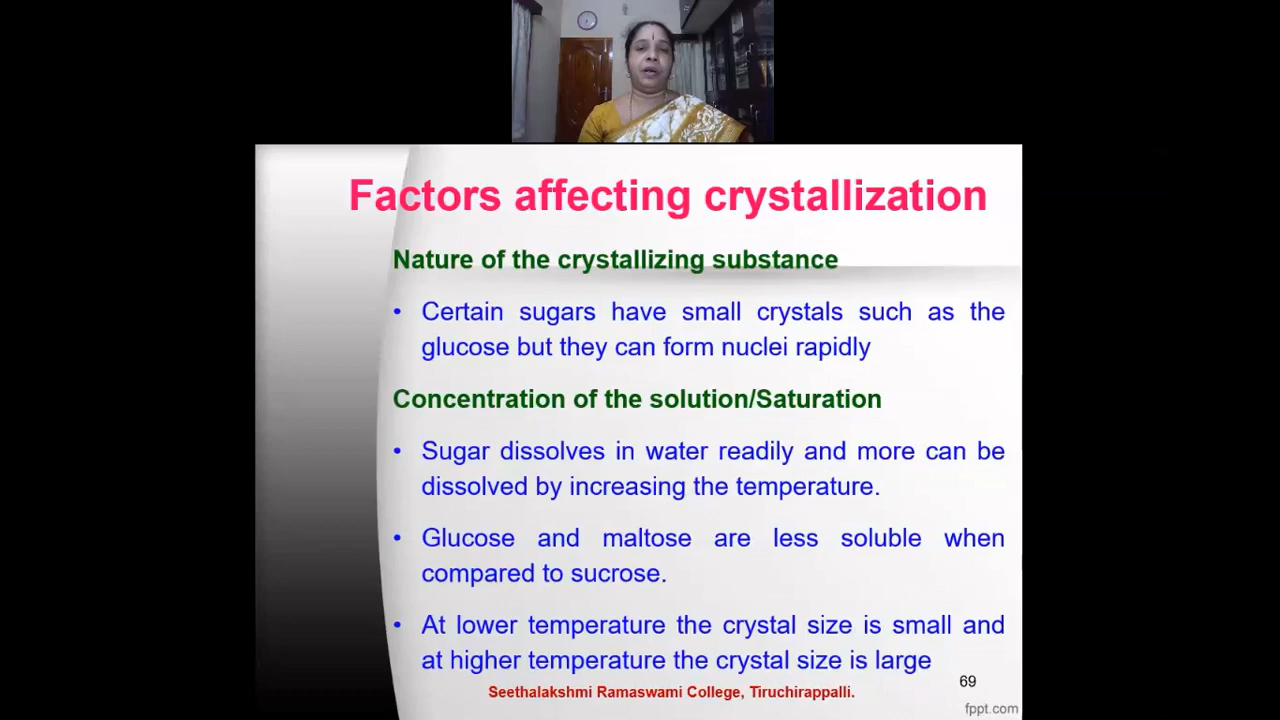 Factors affecting crystallization
Nature of the crystallizing substance
• Certain sugars have small crystals such as the
glucose but they can form nuclei rapidly
Concentration of the solution/Saturation
• Sugar dissolves in water readily and more can be
dissolved by increasing the temperature.
• Glucose and maltose are less soluble when
compared to sucrose.
• At lower temperature the crystal size is small and
at higher temperature the crystal size is large
69
Seethalakshmi Ramaswami College, Tiruchirappalli.
fppt.com